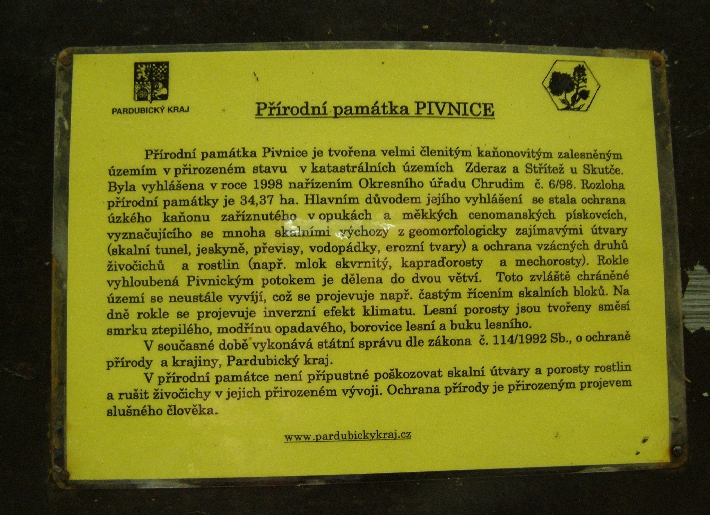 PARDUBICKÝ KRAJ
Přírodní památka PIVNICE
Přírodní památka Pivnice je tvořena velmi členitým kaňonovitým zalesněným
územím v přirozeném stavu v katastrálních územích Zderaz a Střítež u Skutče.
Byla vyhlášena v roce 1998 nařízením Okresního úřadu Chrudim č. 6/98. Rozloha
přírodní památky je 34,37 ha. Hlavním důvodem jejího vyhlášení se stala ochrana
úzkého kaňonu zaříznutého v opukách a měkkých cenomanských pískovcích,
vyznačujícího se mnoha skálními výchozy z geomorfologicky zajímavými útvary
(skalní tunel, jeskyně, převisy, vodopádky, erozní tvary) a ochrana vzácných druhů
živočichů a rostlin (např. mlok skvrnitý, kapraďorosty a mechorosty). Rokle
vyhloubená Pivnickým potokem je dělena do dvou větví. Toto zvláště chráněné
území se neustále vyvíjí, což se projevuje např. častým řícením skalních bloků. Na
dně rokle se projevuje inverzní efekt klimatu. Lesní porosty jsou tvořeny směsí
smrku ztepilého, modřínu opadavého, borovice lesní a buku lesního.
V současné době vykonává státní správu dle zákona č. 114/1992 Sb., o ochraně
přírody a krajiny, Pardubický kraj.
V přírodní památce není přípustné poškozovat skalní útvary a porosty rostlin
a rušit živočichy v jejich přirozeném vývoji. Ochrana přírody je přirozeným projevem
slušného člověka.
www.pardubickykraj.cz